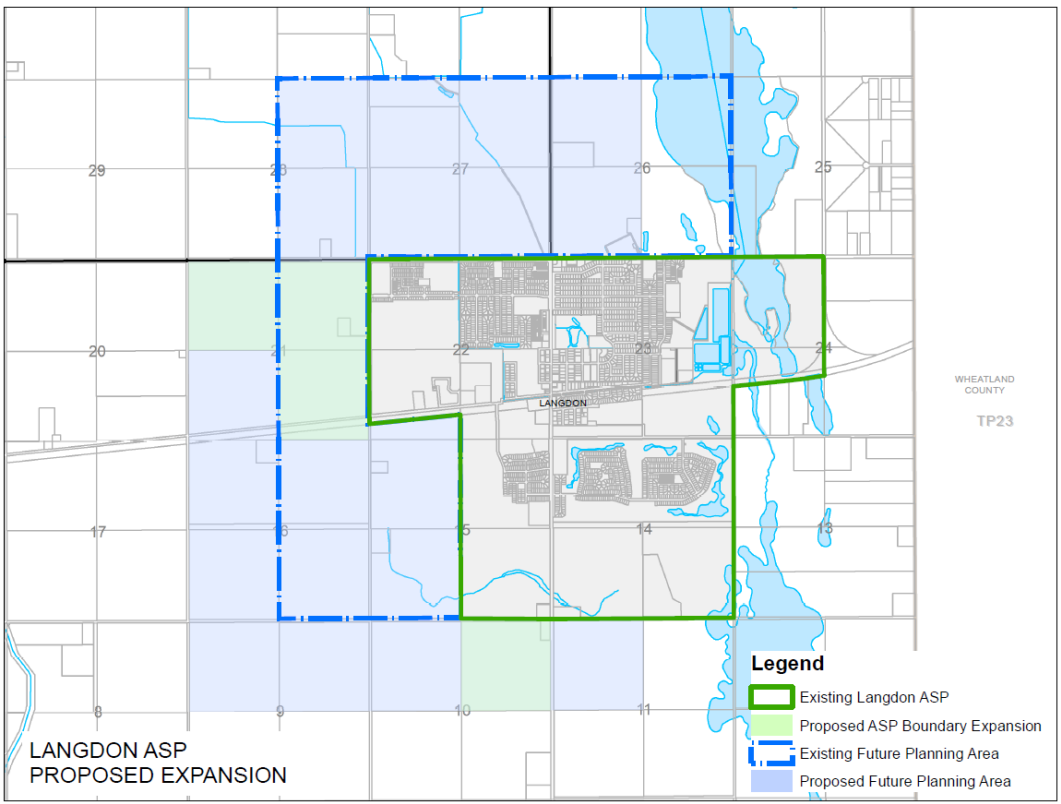 29
28
27
26
25
20
21
22
23
24
LANGDON
WHEATLAND
COUNTY
TP23
17
16
15
14
13
8
9
10
11
Legend
Existing Langdon ASP
Proposed ASP Boundary Expansion
Existing Future Planning Area
Proposed Future Planning Area
LANGDON ASP
PROPOSED EXPANSION